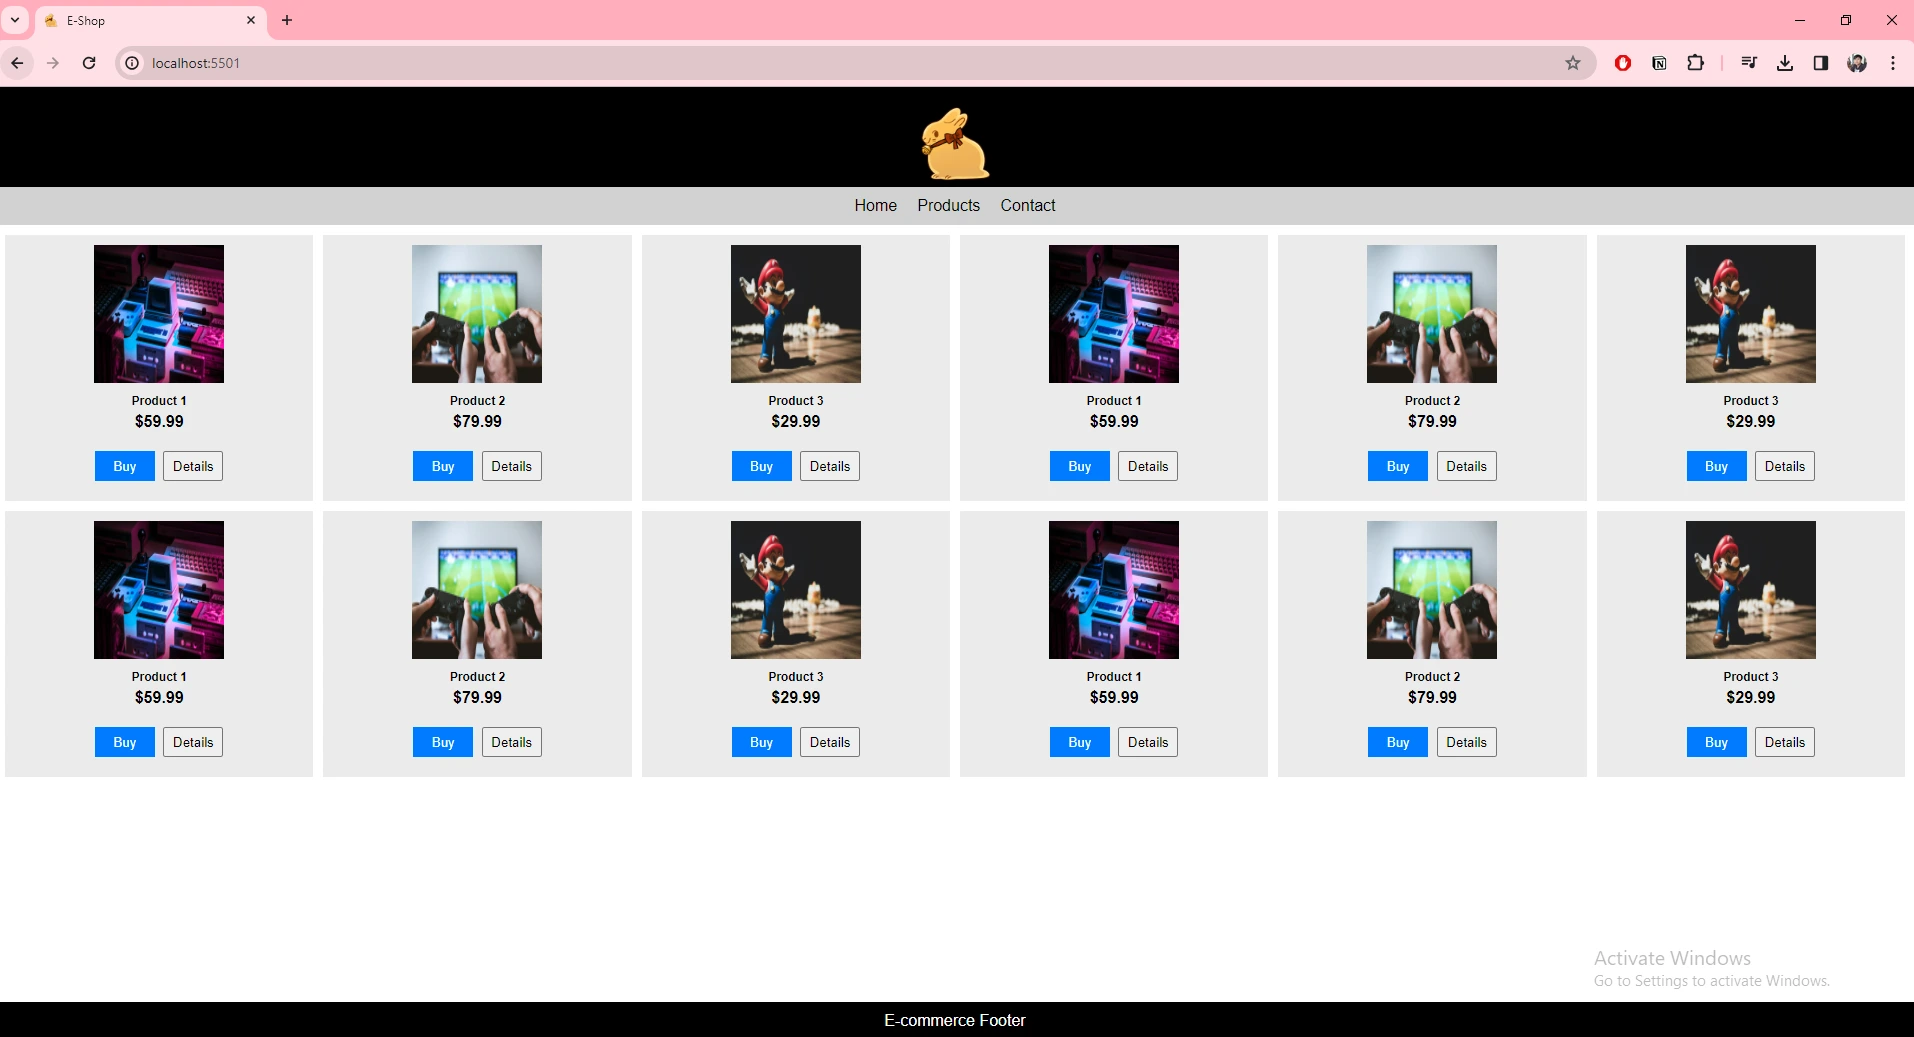 E-Shop
localhost:5501
Home Products Contact
Product 1 Product 2 Product 3 Product 1 Product 2 Product 3
$59.99 $79.99 $29.99 $59.99 $79.99 $29.99
Buy Details Buy Details Buy Details Buy Details Buy Details Buy Details
Product 1 Product 2 Product 3 Product 1 Product 2 Product 3
$59.99 $79.99 $29.99 $59.99 $79.99 $29.99
Buy Details Buy Details Buy Details Buy Details Buy Details Buy Details
Activate Windows
Go to Settings to activate Windows.
E-commerce Footer